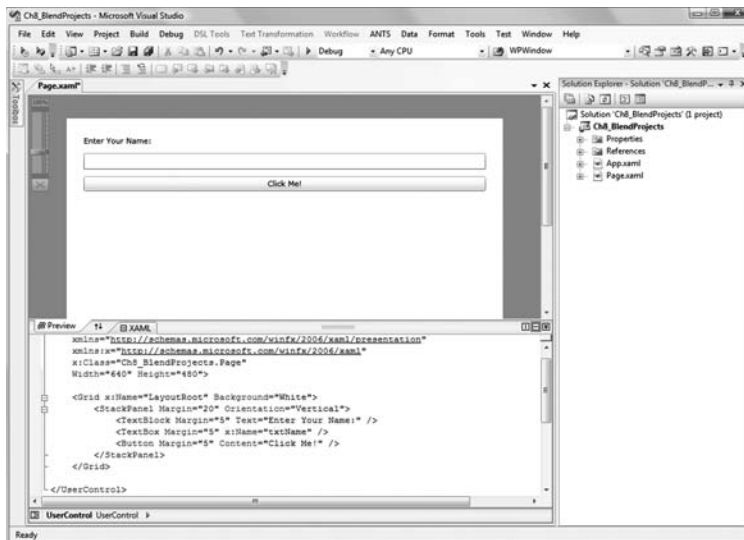 Ch8_BlendProjects - Microsoft Visual Studio
File Edit View Project Build Debug DSL Tools Text Transformation Workflow ANTS Data Format Tools Test Window Help
Debug Any CPU WPWindow
Toolbox
Page.xaml*
Enter Your Name:
Click Me!
Preview XAML
xmlns="http://schemas.microsoft.com/winfx/2006/xaml/presentation"
xmlns:x="http://schemas.microsoft.com/winfx/2006/xaml"
x:Class="Ch8_BlendProjects.Page"
Width="640" Height="480">
<Grid x:Name="LayoutRoot" Background="White">
<StackPanel Margin="20" Orientation="Vertical">
<TextBlock Margin="5" Text="Enter Your Name:" />
<TextBox Margin="5" x:Name="txtName" />
<Button Margin="5" Content="Click Me!" />
</StackPanel>
</Grid>
</UserControl>
UserControl UserControl
Ready
Solution Explorer - Solution 'Ch8_BlendP...
Solution 'Ch8_BlendProjects' (1 project)
Ch8_BlendProjects
Properties
References
App.xaml
Page.xaml